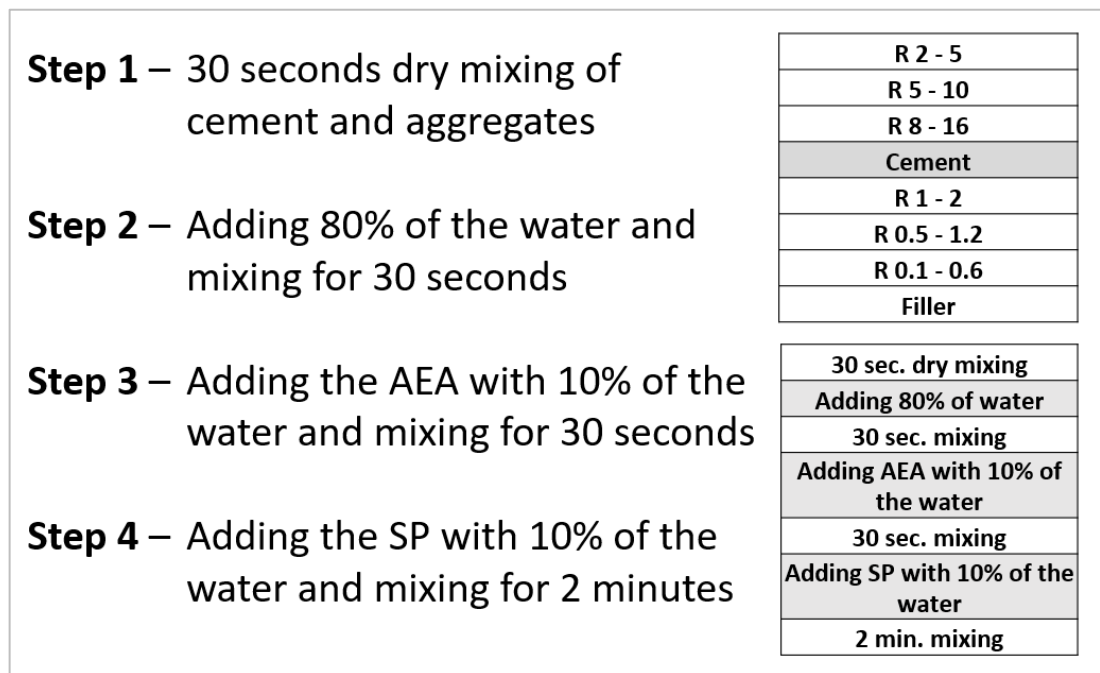 Step 1 – 30 seconds dry mixing of
cement and aggregates
Step 2 – Adding 80% of the water and
mixing for 30 seconds
Step 3 – Adding the AEA with 10% of the
water and mixing for 30 seconds
Step 4 – Adding the SP with 10% of the
water and mixing for 2 minutes
R 2 - 5
R 5 - 10
R 8 - 16
Cement
R 1 - 2
R 0.5 - 1.2
R 0.1 - 0.6
Filler
30 sec. dry mixing
Adding 80% of water
30 sec. mixing
Adding AEA with 10% of
the water
30 sec. mixing
Adding SP with 10% of the
water
2 min. mixing